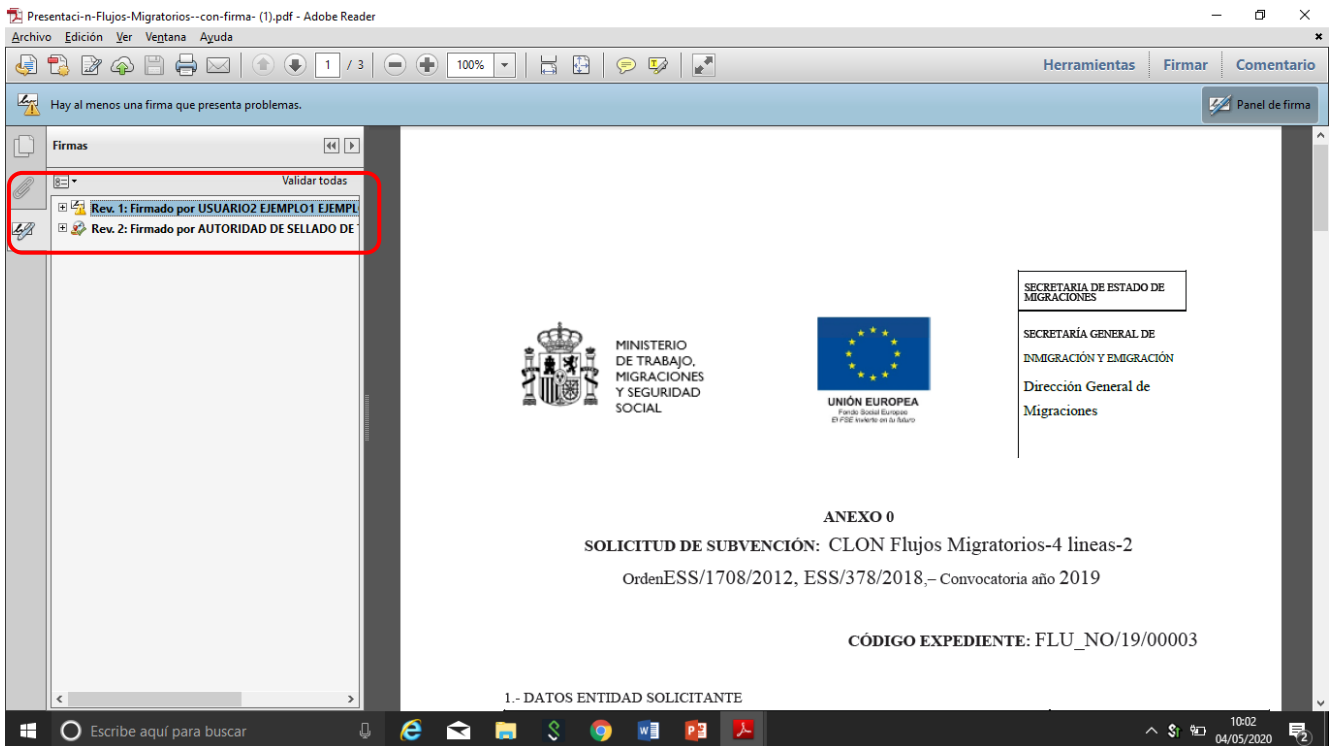 Presentaci-n-Flujos-Migratorios--con-firma- (1).pdf - Adobe Reader
Archivo Edición Ver Ventana Ayuda
1 / 3 100% Herramientas Firmar Comentario
Hay al menos una firma que presenta problemas. Panel de firma
Firmas
Validar todas
Rev. 1: Firmado por USUARIO2 EJEMPLO1 EJEMPL
Rev. 2: Firmado por AUTORIDAD DE SELLADO DE
SECRETARIA DE ESTADO DE
MIGRACIONES
SECRETARÍA GENERAL DE
INMIGRACIÓN Y EMIGRACIÓN
Dirección General de
Migraciones
MINISTERIO
DE TRABAJO,
MIGRACIONES
Y SEGURIDAD
SOCIAL
UNIÓN EUROPEA
Fondo Social Europeo
El FSE invierte en tu futuro
ANEXO 0
SOLICITUD DE SUBVENCIÓN: CLON Flujos Migratorios-4 lineas-2
OrdenESS/1708/2012, ESS/378/2018,– Convocatoria año 2019
CÓDIGO EXPEDIENTE: FLU_NO/19/00003
1.- DATOS ENTIDAD SOLICITANTE
Escribe aquí para buscar
10:02
04/05/2020
2